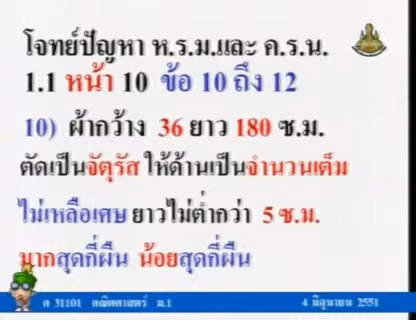 โจทย์ปัญหา ห.ร.ม.และ ค.ร.น.
1.1 หน้า 10 ข้อ 10 ถึง 12
10) ผ้ากว้าง 36 ยาว 180 ซ.ม.
ตัดเป็นจัตุรัส ให้ด้านเป็นจำนวนเต็ม
ไม่เหลือเศษ ยาวไม่ต่ำกว่า 5 ซ.ม.
มากสุดกี่ผืน น้อยสุดกี่ผืน
ค 31101 คณิตศาสตร์ ม.1 4 มิถุนายน 2551